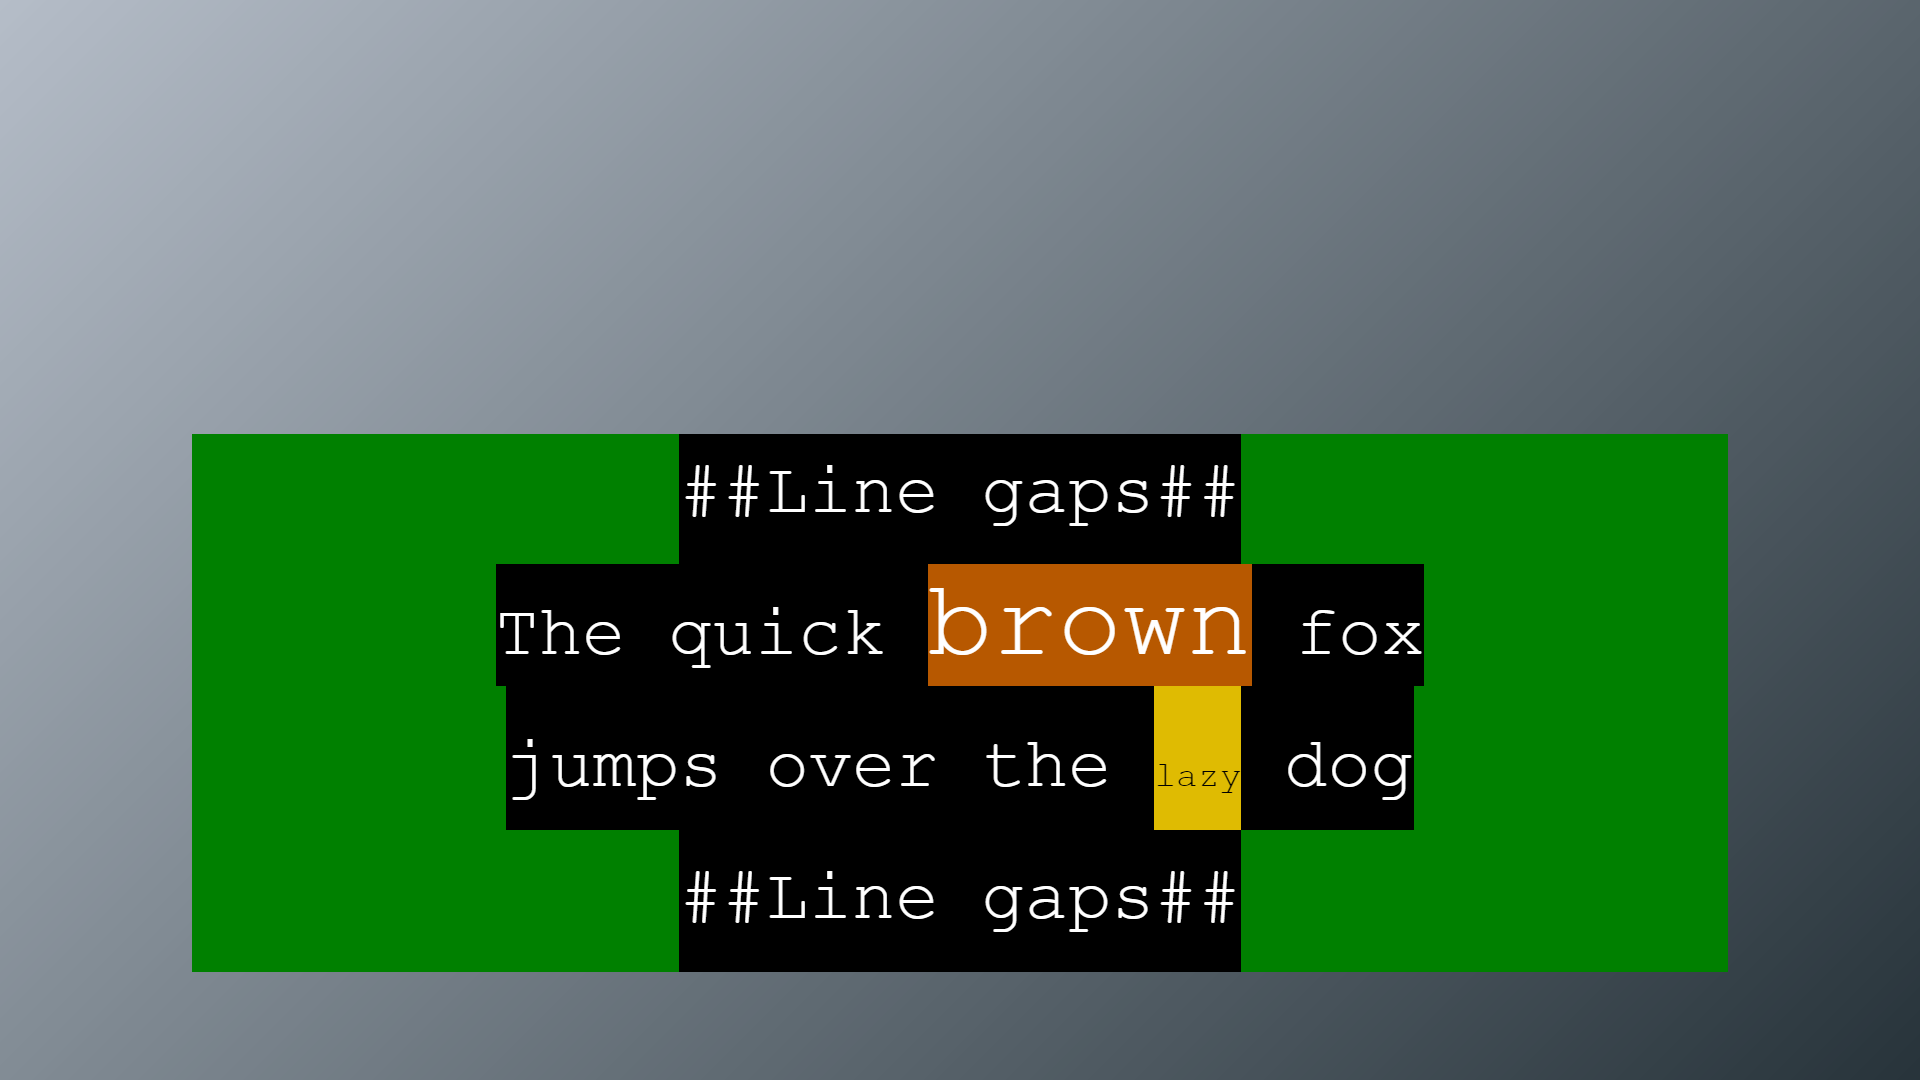 ##Line gaps##
The quick brown fox
jumps over the lazy dog
##Line gaps##